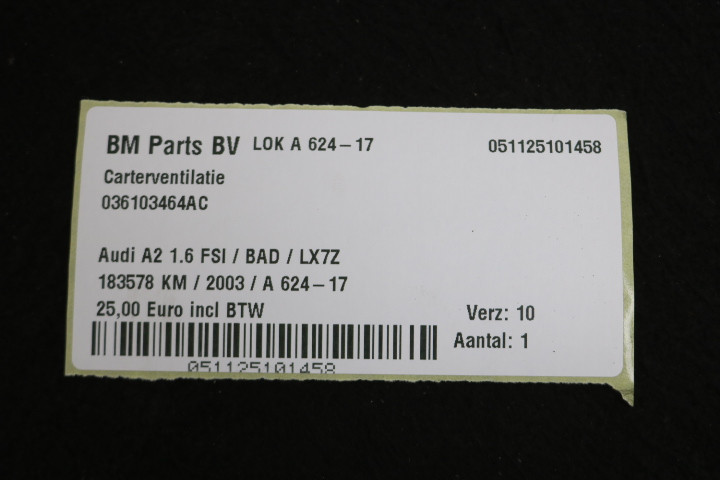 BM Parts BV LOK A 624-17 051125101458
Carterventilatie
036103464AC
Audi A2 1.6 FSI / BAD / LX7Z
183578 KM / 2003 / A 624-17
25,00 Euro incl BTW Verz: 10
Aantal: 1
051125101458